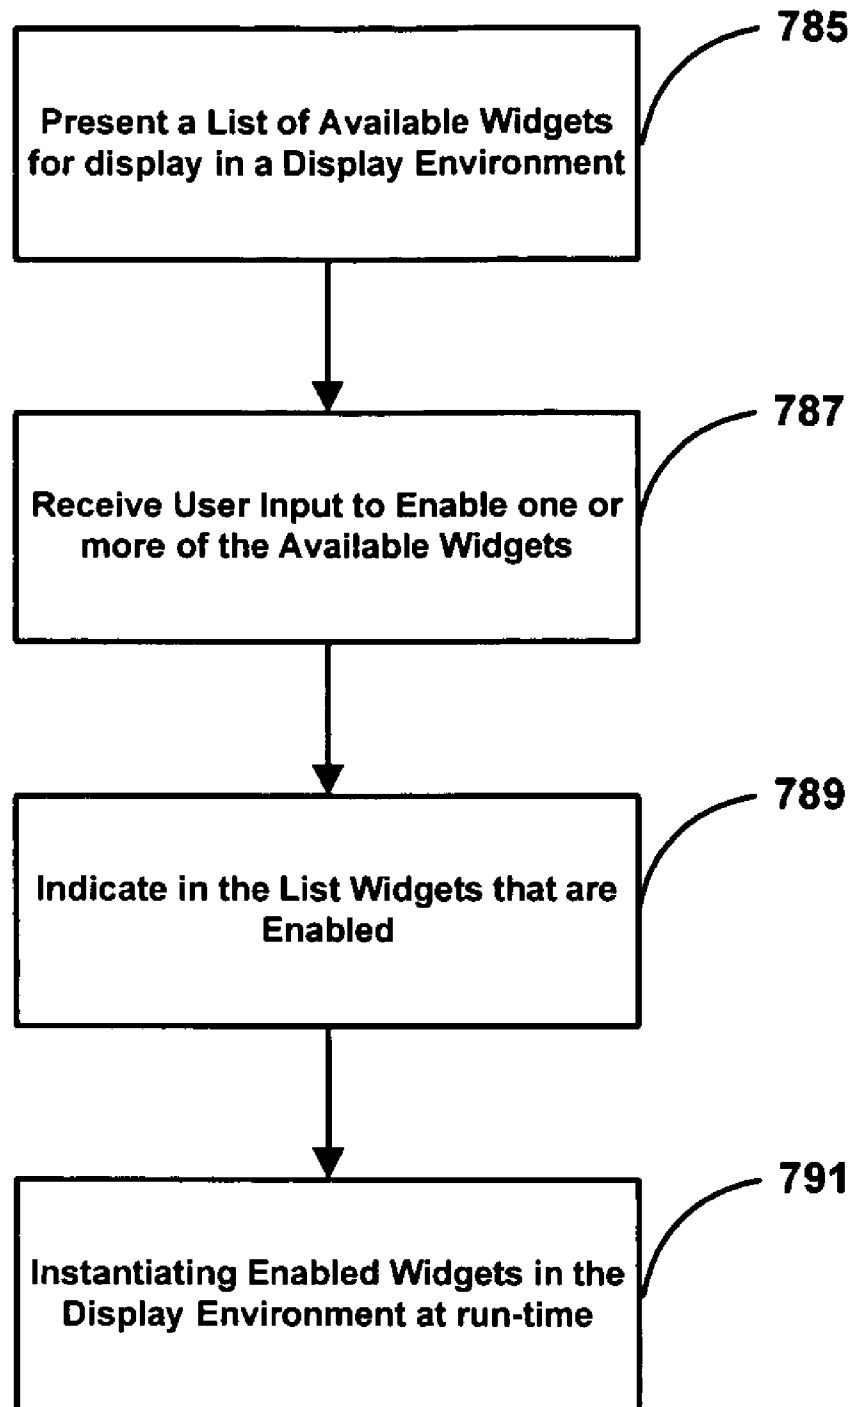 785
Present a List of Available Widgets
for display in a Display Environment
787
Receive User Input to Enable one or
more of the Available Widgets
789
Indicate in the List Widgets that are
Enabled
791
Instantiating Enabled Widgets in the
Display Environment at run-time